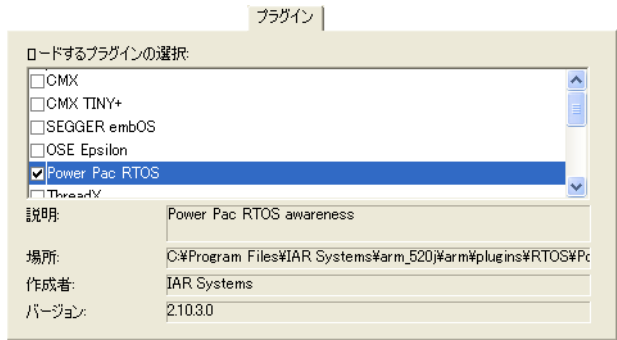 プラグイン
ロードするプラグインの選択:
CMX
CMX TINY+
SEGGER embOS
OSE Epsilon
Power Pac RTOS
ThreadX
説明: Power Pac RTOS awareness
場所: C:¥Program Files¥IAR Systems¥arm_520j¥arm¥plugins¥RTOS¥Pc
作成者: IAR Systems
バージョン: 2.10.3.0